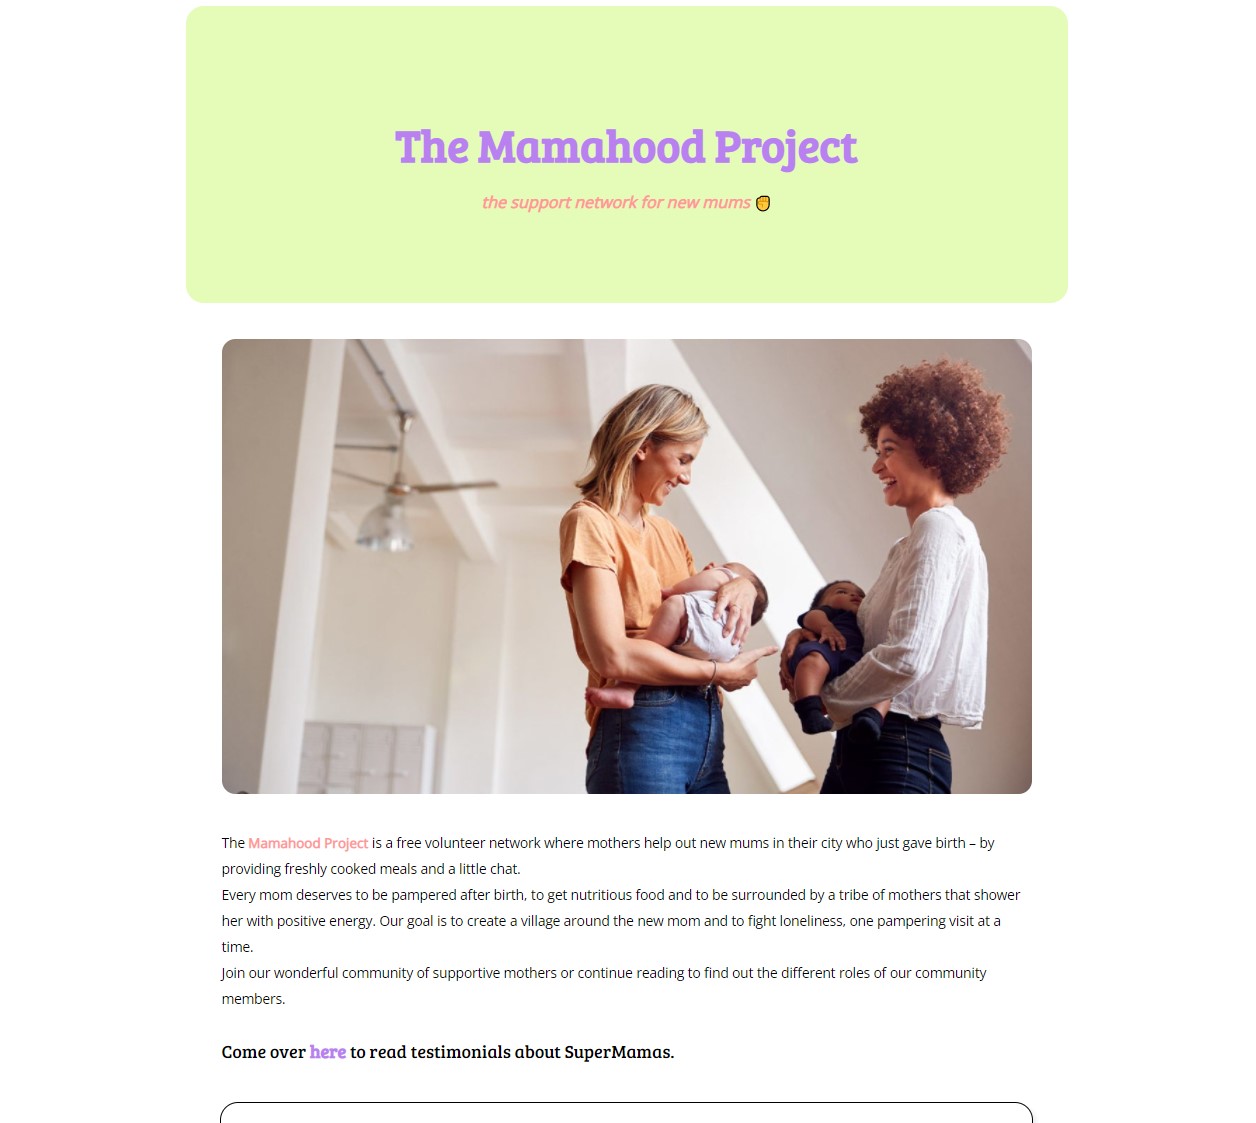 The Mamahood Project
the support network for new mums ✊
The Mamahood Project is a free volunteer network where mothers help out new mums in their city who just gave birth – by
providing freshly cooked meals and a little chat.
Every mom deserves to be pampered after birth, to get nutritious food and to be surrounded by a tribe of mothers that shower
her with positive energy. Our goal is to create a village around the new mom and to fight loneliness, one pampering visit at a
time.
Join our wonderful community of supportive mothers or continue reading to find out the different roles of our community
members.
Come over here to read testimonials about SuperMamas.